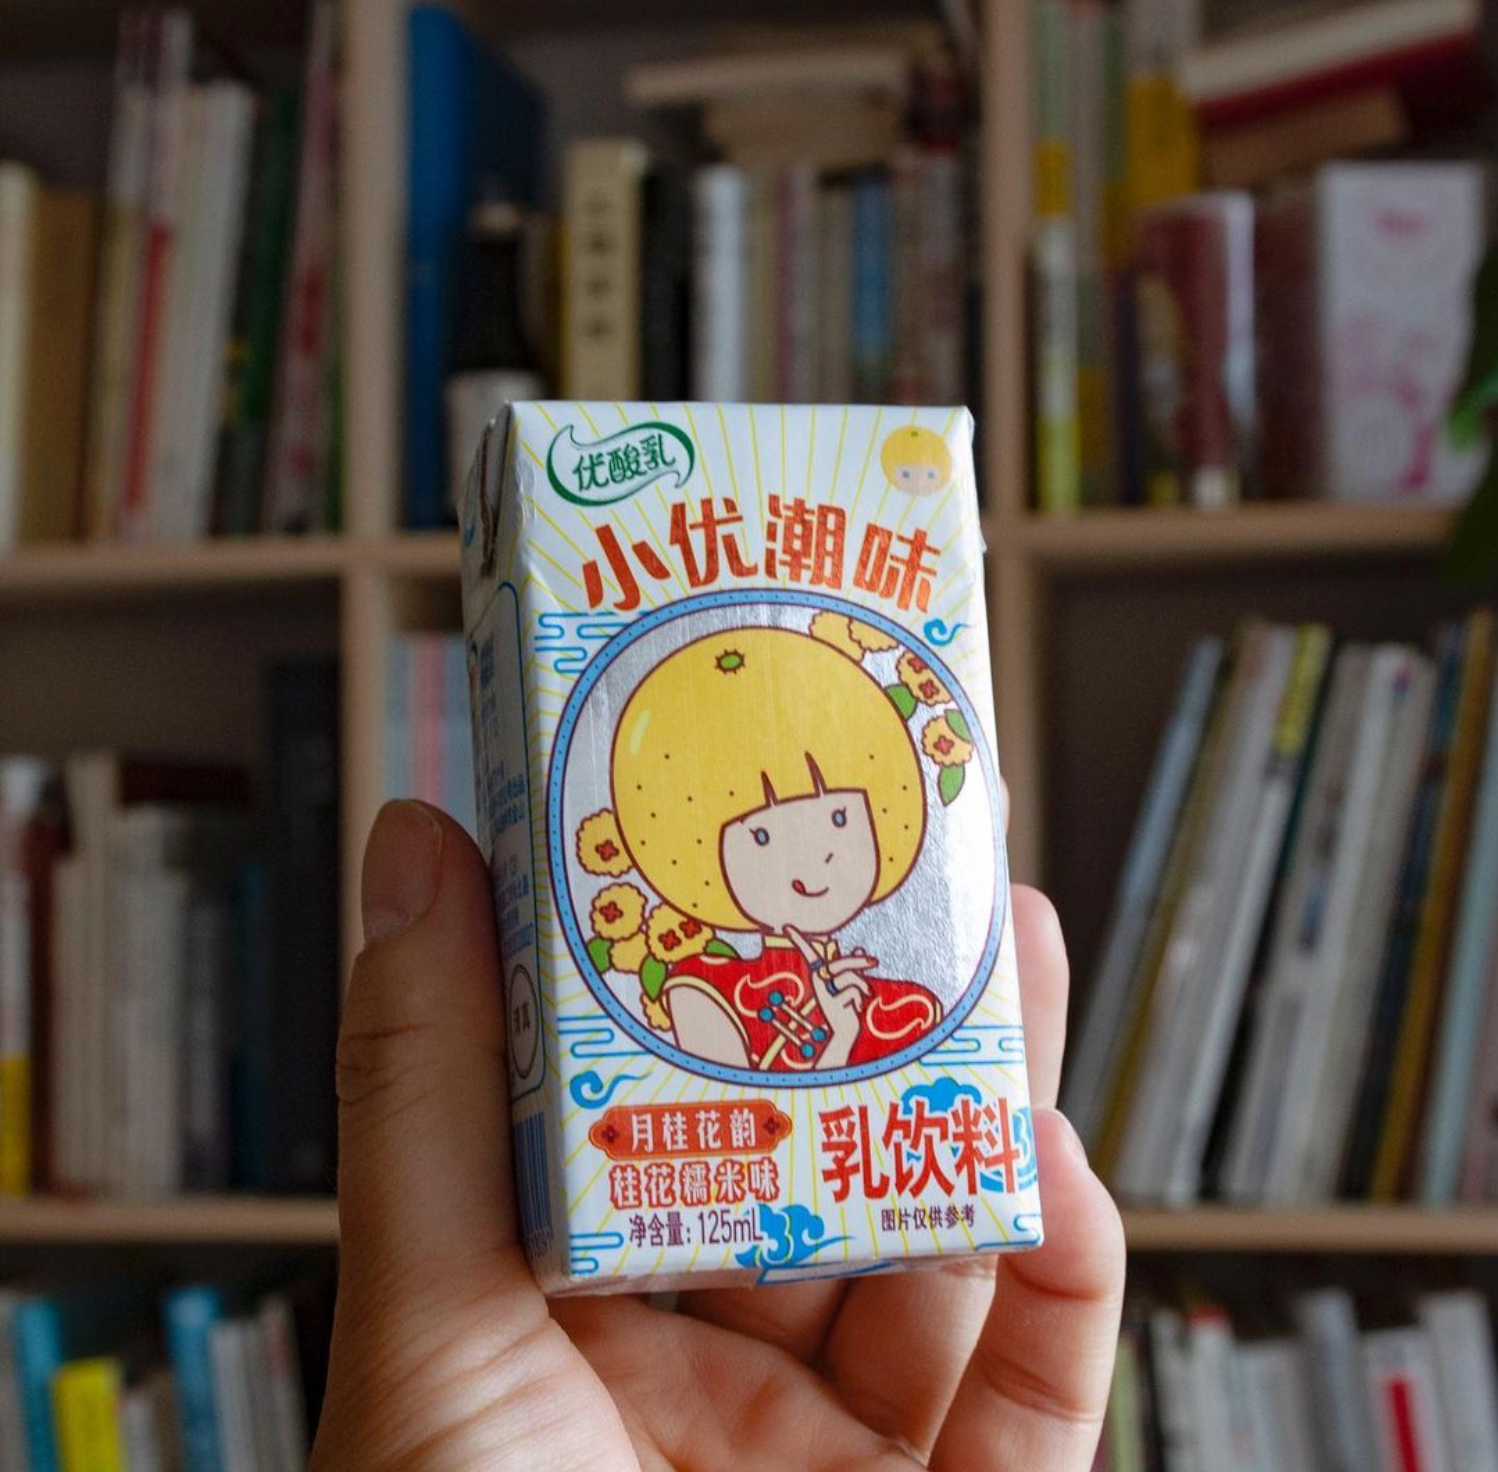 优酸乳
小优潮味
月桂花韵
桂花糯米味
净含量：125mL
乳饮料
图片仅供参考